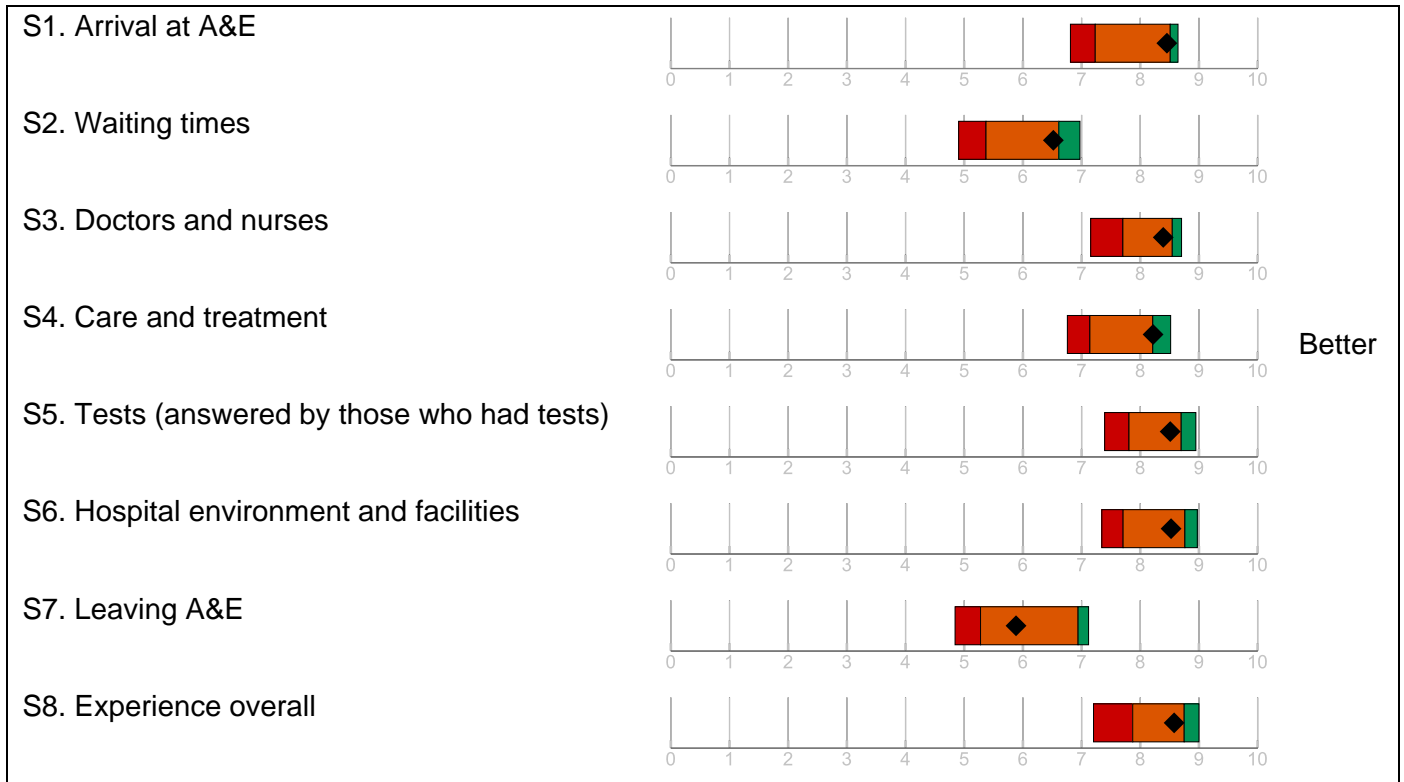 S1. Arrival at A&E
0 1 2 3 4 5 6 7 8 9 10
S2. Waiting times
0 1 2 3 4 5 6 7 8 9 10
S3. Doctors and nurses
0 1 2 3 4 5 6 7 8 9 10
S4. Care and treatment
Better
0 1 2 3 4 5 6 7 8 9 10
S5. Tests (answered by those who had tests)
0 1 2 3 4 5 6 7 8 9 10
S6. Hospital environment and facilities
0 1 2 3 4 5 6 7 8 9 10
S7. Leaving A&E
0 1 2 3 4 5 6 7 8 9 10
S8. Experience overall
0 1 2 3 4 5 6 7 8 9 10